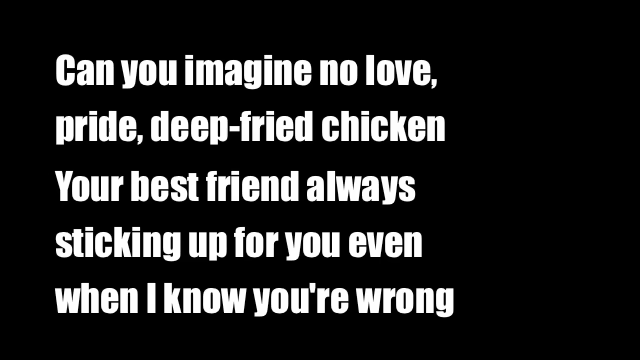 Can you imagine no love,
pride, deep-fried chicken
Your best friend always
sticking up for you even
when I know you're wrong